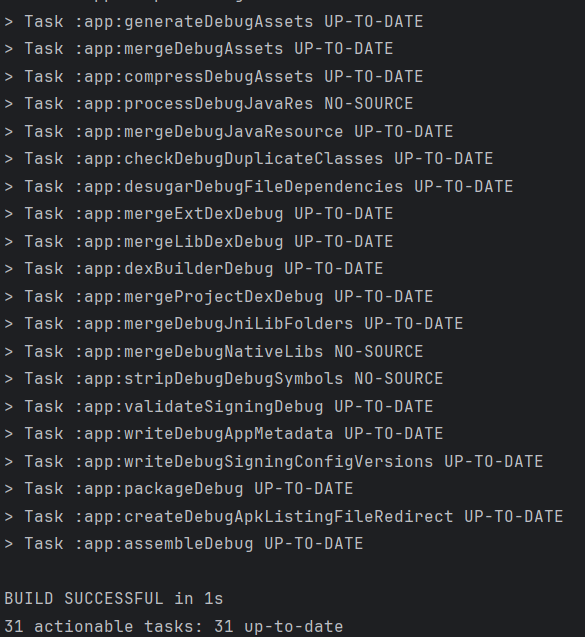 > Task :app:generateDebugAssets UP-TO-DATE
> Task :app:mergeDebugAssets UP-TO-DATE
> Task :app:compressDebugAssets UP-TO-DATE
> Task :app:processDebugJavaRes NO-SOURCE
> Task :app:mergeDebugJavaResource UP-TO-DATE
> Task :app:checkDebugDuplicateClasses UP-TO-DATE
> Task :app:desugarDebugFileDependencies UP-TO-DATE
> Task :app:mergeExtDexDebug UP-TO-DATE
> Task :app:mergeLibDexDebug UP-TO-DATE
> Task :app:dexBuilderDebug UP-TO-DATE
> Task :app:mergeProjectDexDebug UP-TO-DATE
> Task :app:mergeDebugJniLibFolders UP-TO-DATE
> Task :app:mergeDebugNativeLibs NO-SOURCE
> Task :app:stripDebugDebugSymbols NO-SOURCE
> Task :app:validateSigningDebug UP-TO-DATE
> Task :app:writeDebugAppMetadata UP-TO-DATE
> Task :app:writeDebugSigningConfigVersions UP-TO-DATE
> Task :app:packageDebug UP-TO-DATE
> Task :app:createDebugApkListingFileRedirect UP-TO-DATE
> Task :app:assembleDebug UP-TO-DATE
BUILD SUCCESSFUL in 1s
31 actionable tasks: 31 up-to-date